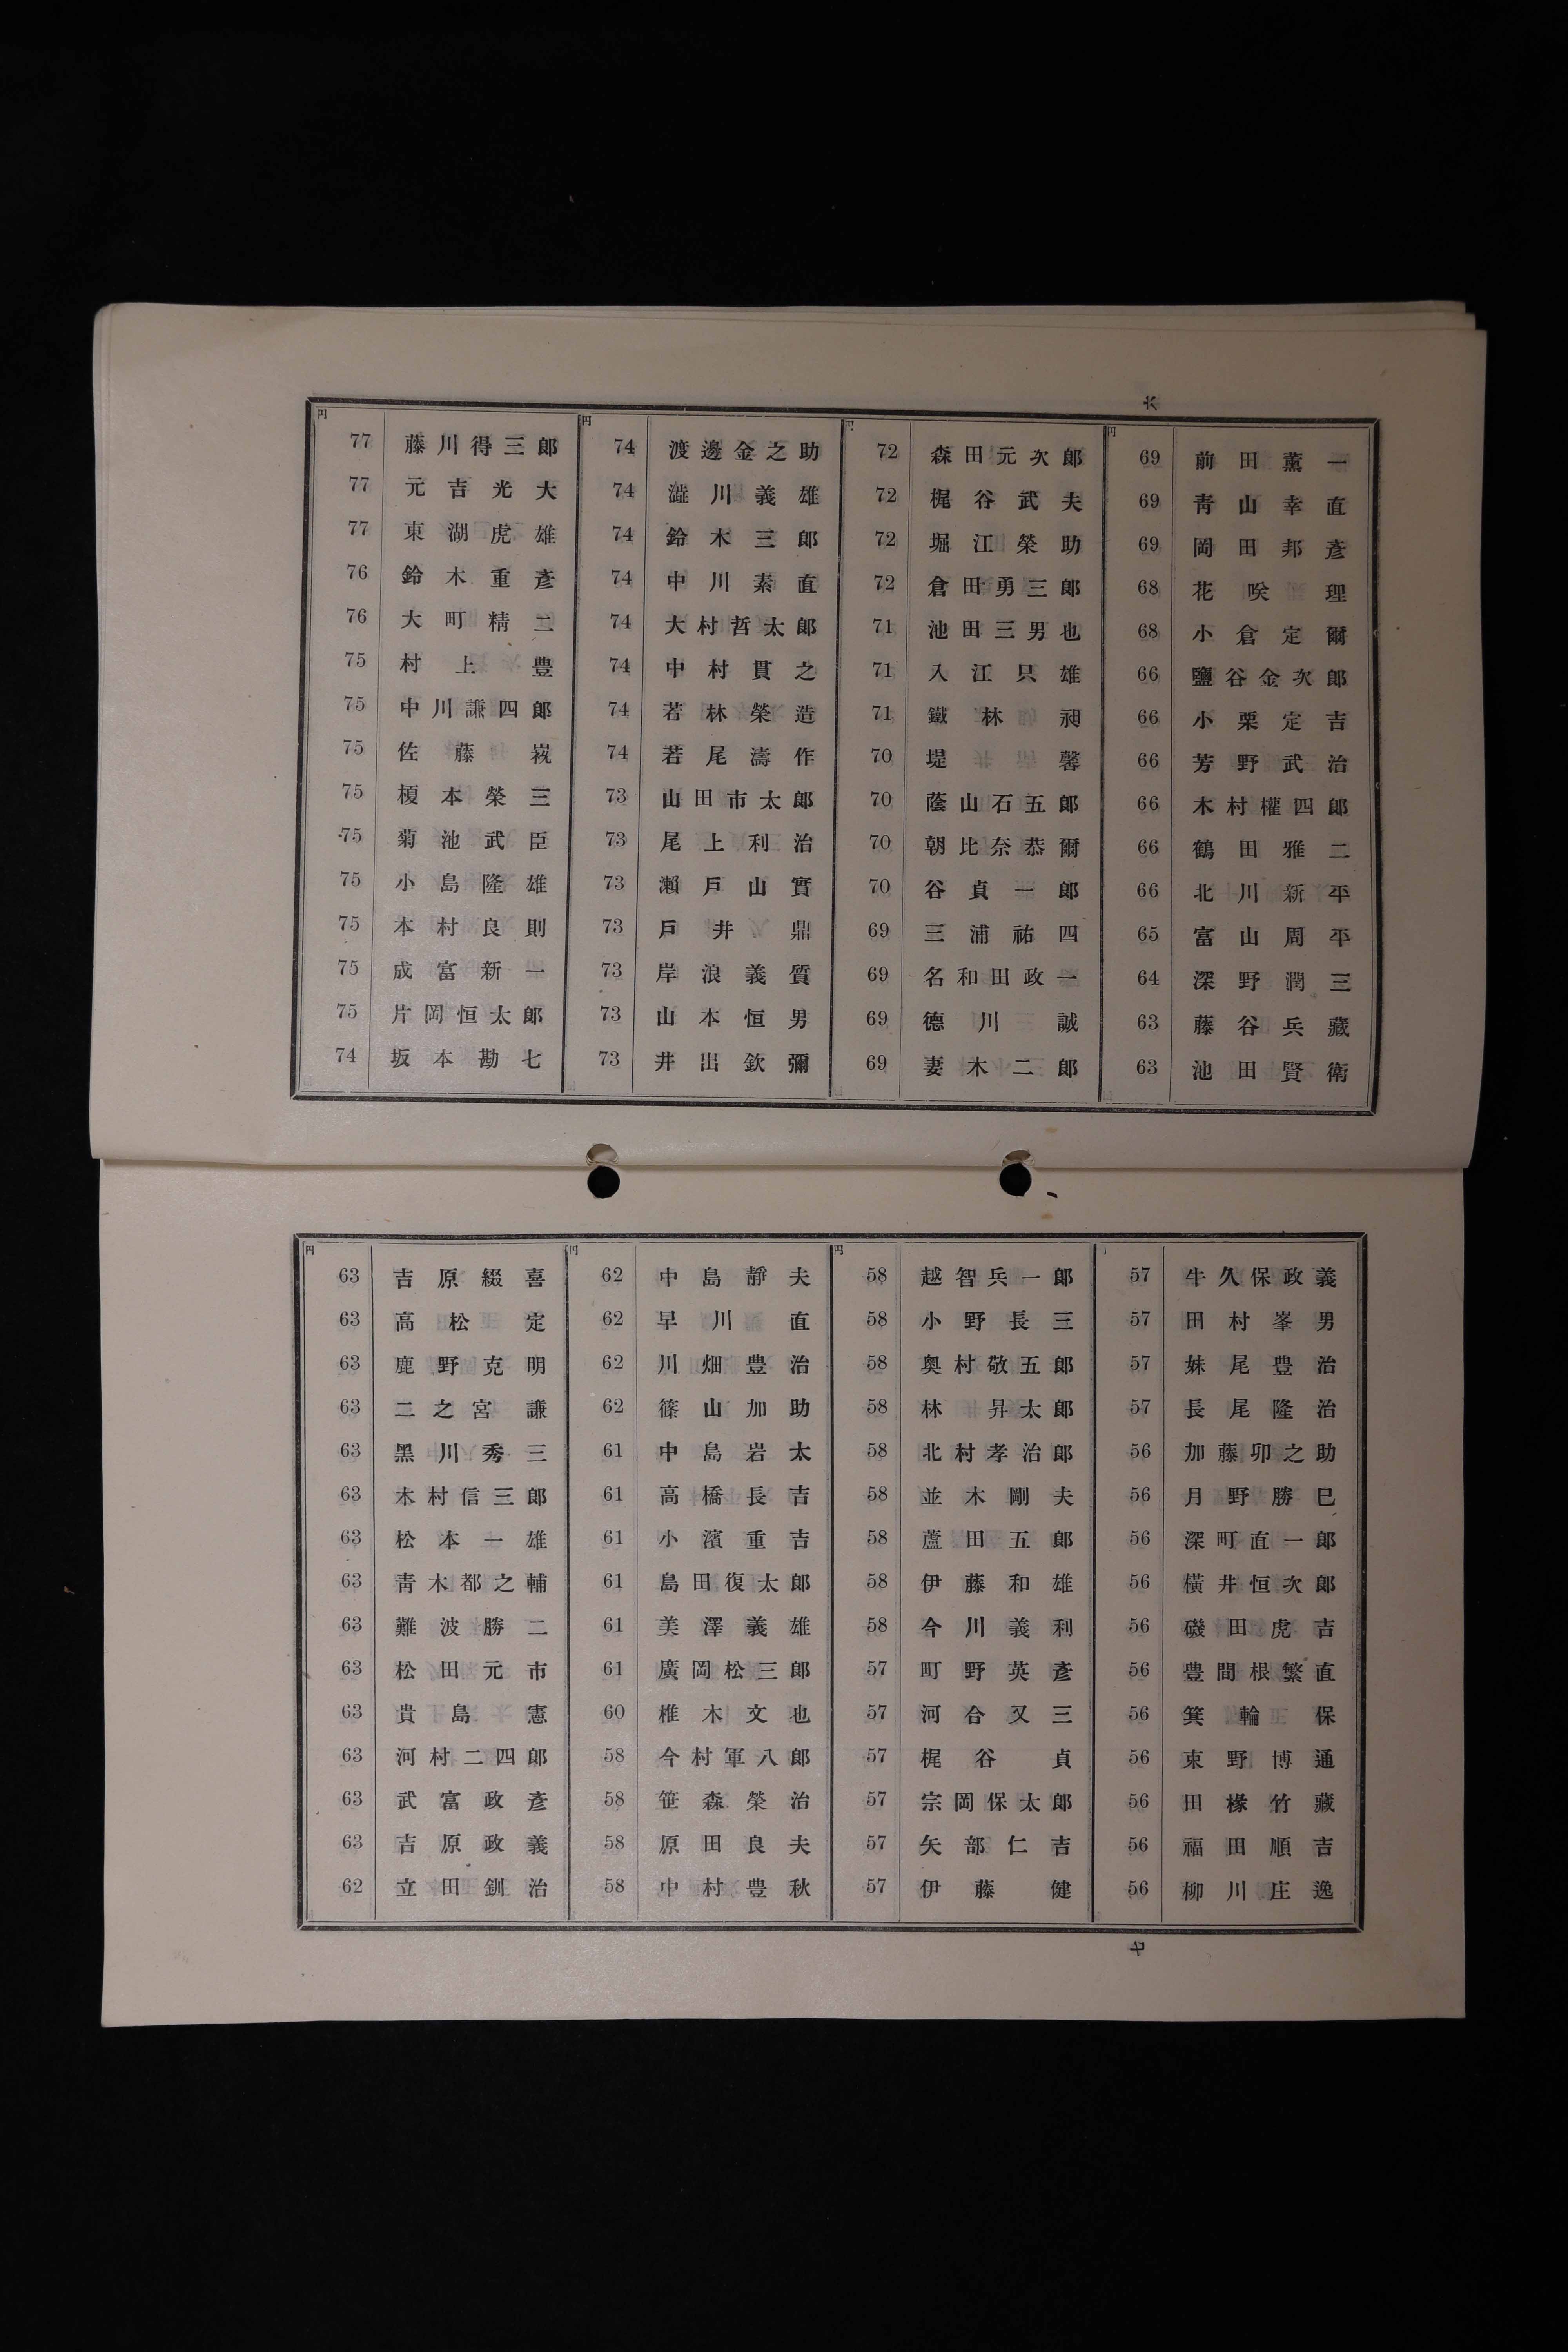 六
円
77 藤川得三郎
77 元吉光大
77 東湖虎雄
76 鈴木重彥
76 大町精二
75 村上豊
75 中川謙四郎
75 佐藤
75 榎本榮三
75 菊池武臣
75 小島隆雄
75 本村良則
75 成富新一
75 片岡恒太郎
74 坂本勘七
円
74 渡邊金之助
74 澁川義雄
74 鈴木三郎
74 中川素直
74 大村哲太郎
74 中村貫之
74 若林榮造
74 若尾濤作
73 山田市太郎
73 尾上利治
73 瀨戸山實
73 戸井鼎
73 岸浪義質
73 山本恒男
73 井出欽彌
円
72 森田元次郎
72 梶谷武夫
72 堀江榮助
72 倉田勇三郎
71 池田三男也
71 入江只雄
71 鐵林昶
70 堤馨
70 蔭山石五郎
70 朝比奈恭爾
70 谷貞一郎
69 三浦祐四
69 名和田政一
69 德川誠
69 妻木二郎
円
69 前田薫一
69 靑山幸直
69 岡田邦彥
68 花咲理
68 小倉定爾
66 鹽谷金次郎
66 小栗定吉
66 芳野武治
66 木村權四郎
66 鶴田雅二
66 北川新平
65 富山周平
64 深野潤三
63 藤谷兵藏
63 池田賢衛
円
63 吉原綴喜
63 高松定
63 鹿野克明
63 二之宮謙
63 黑川秀三
63 本村信三郎
63 松本一雄
63 靑木都之輔
63 難波勝二
63 松田元市
63 貴島憲
63 河村二四郎
63 武富政彥
63 吉原政義
62 立田釧治
円
62 中島靜夫
62 早川直
62 川畑豊治
62 篠山加助
61 中島岩太
61 高橋長吉
61 小濱重吉
61 島田復太郎
61 美澤義雄
61 廣岡松三郎
60 椎木文也
58 今村軍八郎
58 笹森榮治
58 原田良夫
58 中村豊秋
円
58 越智兵一郎
58 小野長三
58 奥村敬五郎
58 林昇太郎
58 北村孝治郎
58 並木剛夫
58 蘆田五郎
58 伊藤和雄
58 今川義利
57 町野英彥
57 河合又三
57 梶谷貞
57 宗岡保太郎
57 矢部仁吉
57 伊藤健
57 牛久保政義
57 田村峯男
57 妹尾豊治
57 長尾隆治
56 加藤卯之助
56 月野勝巳
56 深町直一郎
56 橫井恒次郎
56 磯田虎吉
56 豊間根繁直
56 箕輪保
56 東野博通
56 田椽竹藏
56 福田順吉
56 柳川庄逸
七